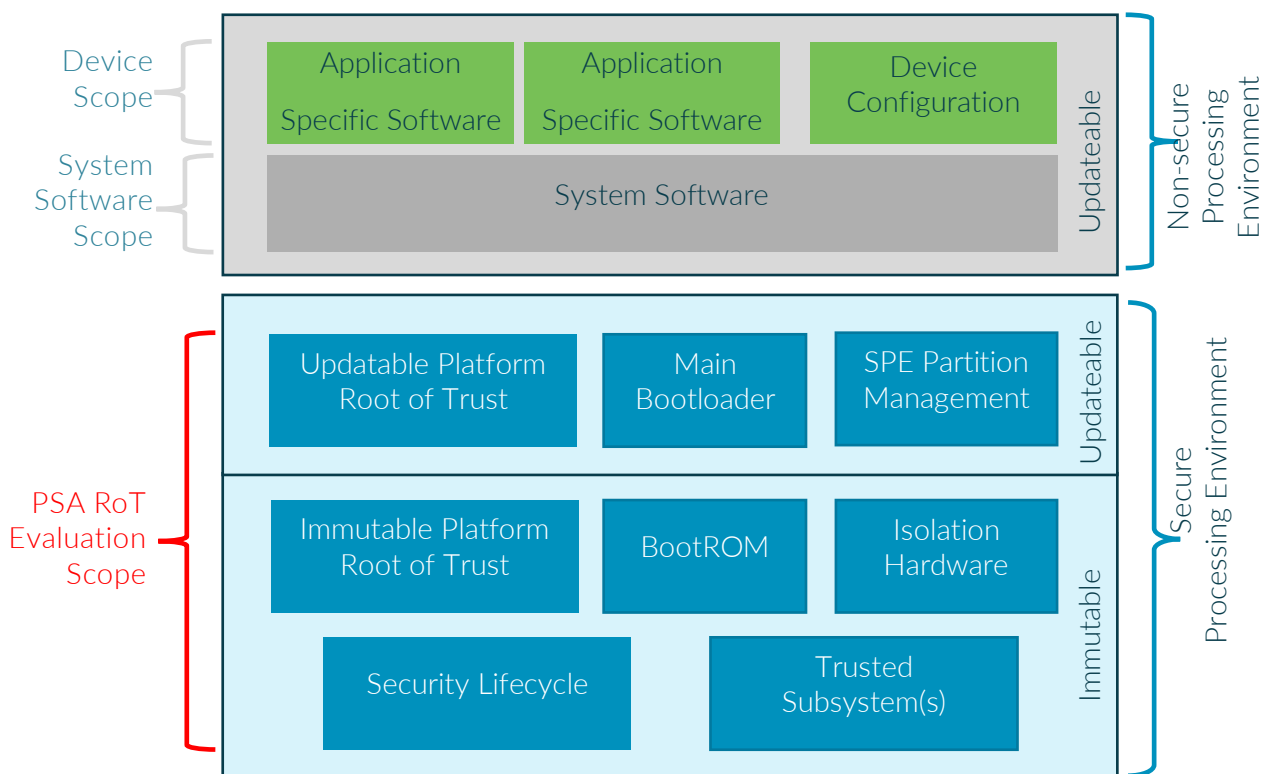 Device
Scope
Application
Specific Software
Application
Specific Software
Device
Configuration
Updateable
Non-secure
Processing
Environment
System
Software
Scope
System Software
PSA RoT
Evaluation
Scope
Updatable Platform
Root of Trust
Main
Bootloader
SPE Partition
Management
Updateable
Immutable Platform
Root of Trust
BootROM
Isolation
Hardware
Security Lifecycle
Trusted
Subsystem(s)
Immutable
Secure
Processing Environment